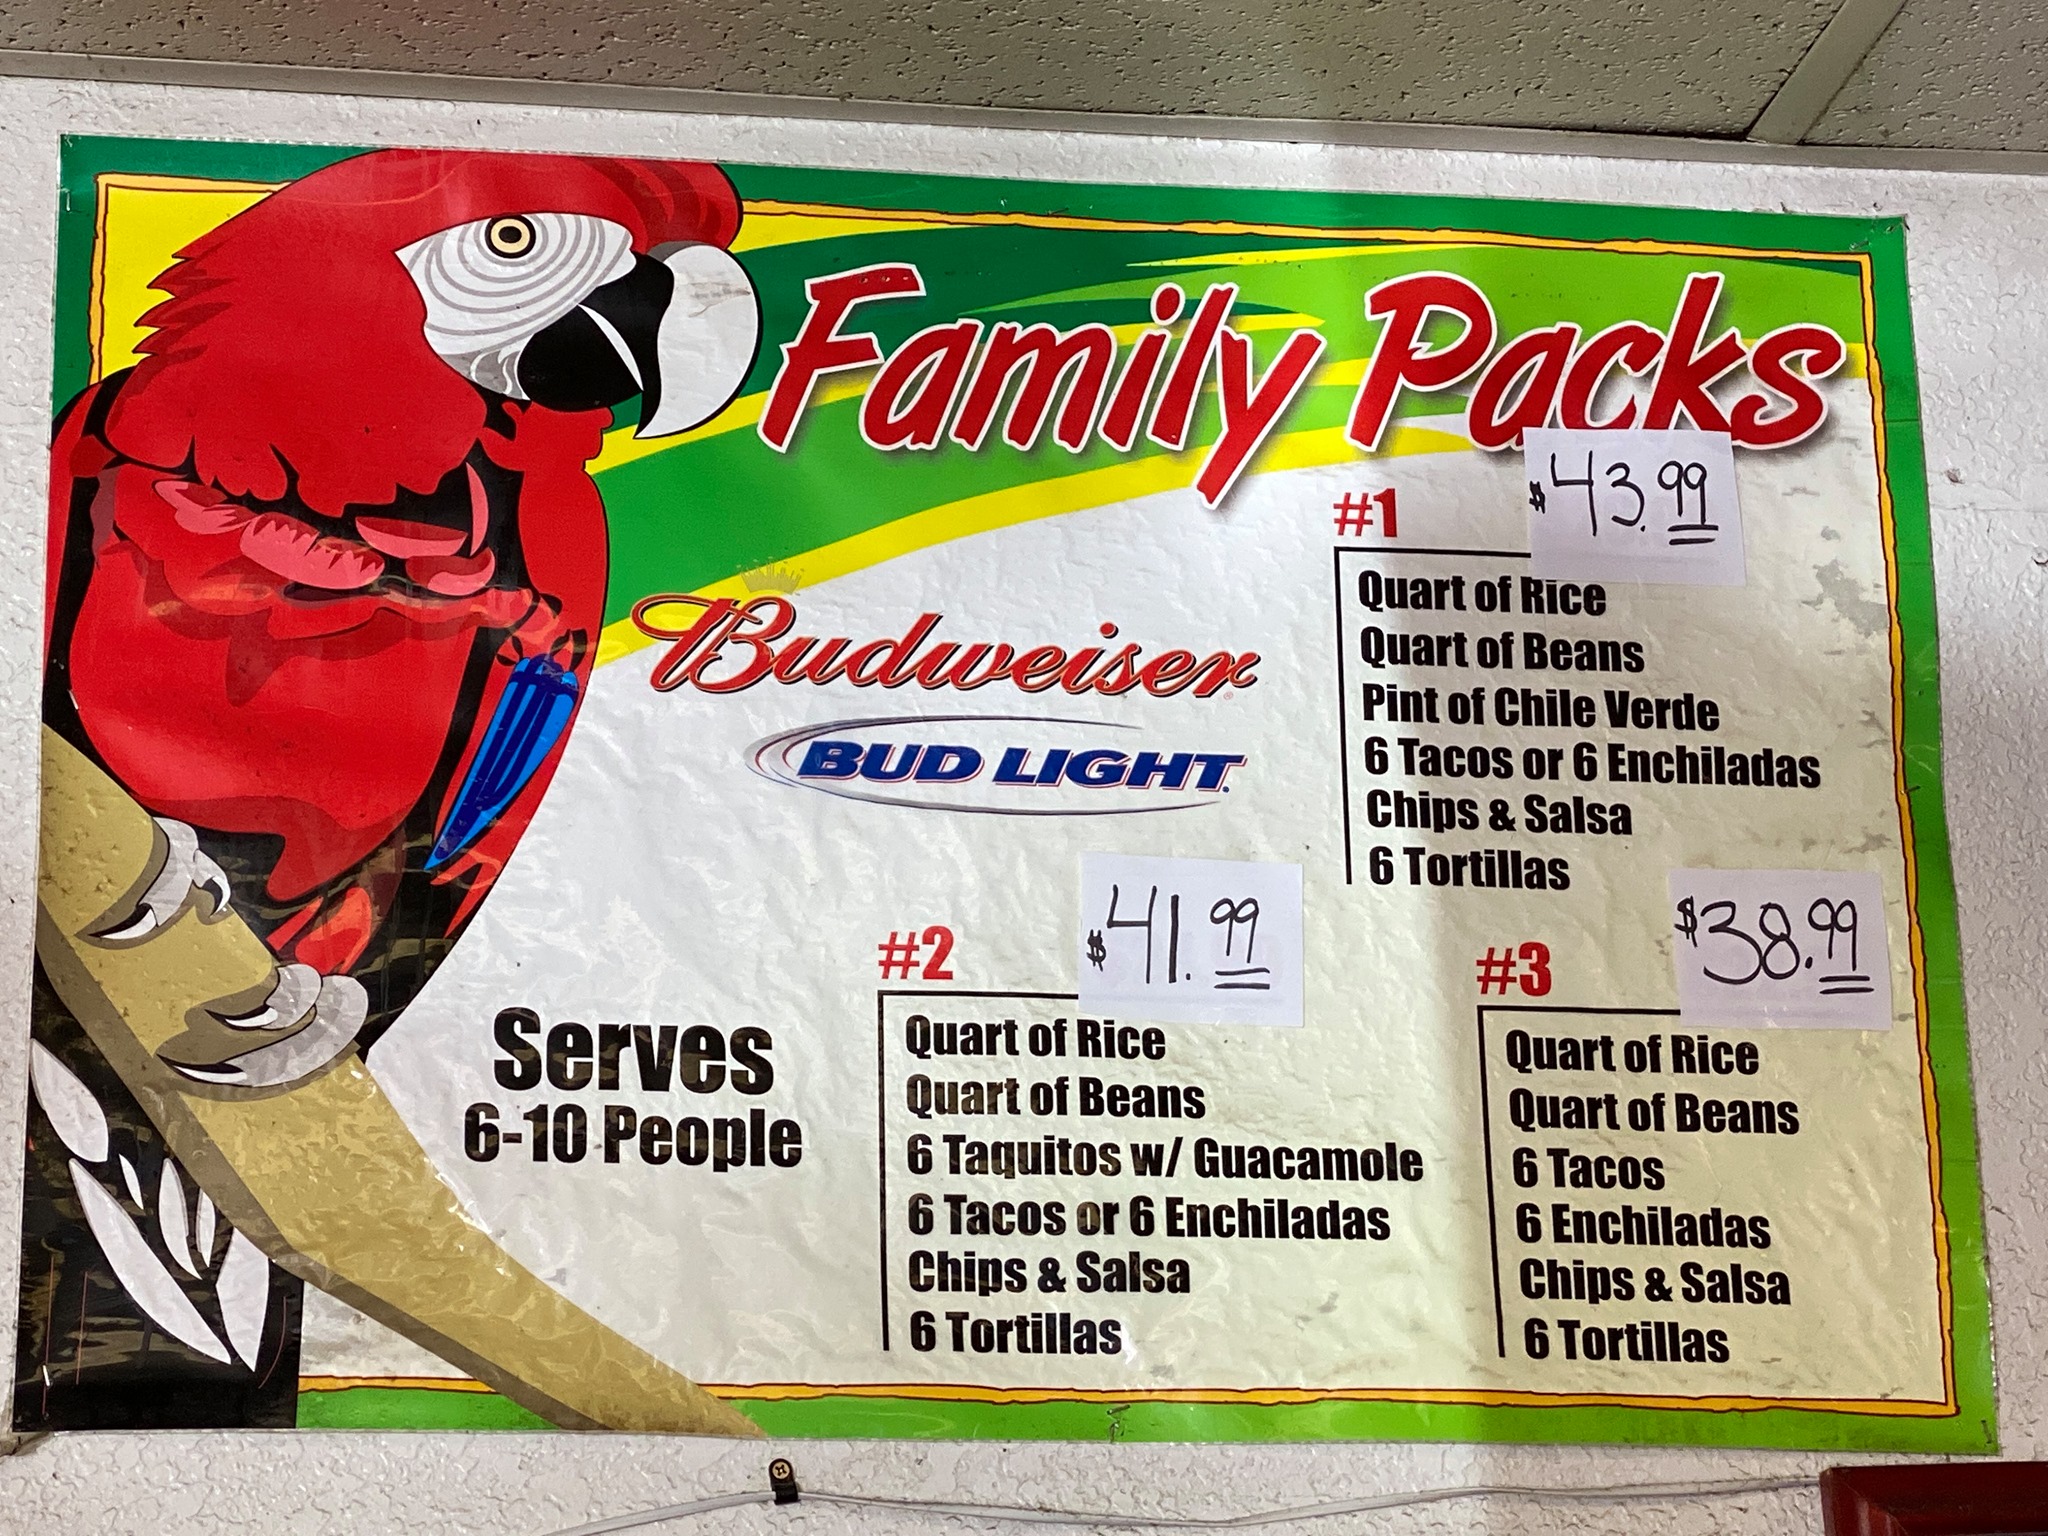 Family Packs
#1
$43.99
Quart of Rice
Quart of Beans
Pint of Chile Verde
6 Tacos or 6 Enchiladas
Chips & Salsa
6 Tortillas
Budweiser
BUD LIGHT
Serves
6-10 People
#2
$41.99
Quart of Rice
Quart of Beans
6 Taquitos w/ Guacamole
6 Tacos or 6 Enchiladas
Chips & Salsa
6 Tortillas
#3
$38.99
Quart of Rice
Quart of Beans
6 Tacos
6 Enchiladas
Chips & Salsa
6 Tortillas